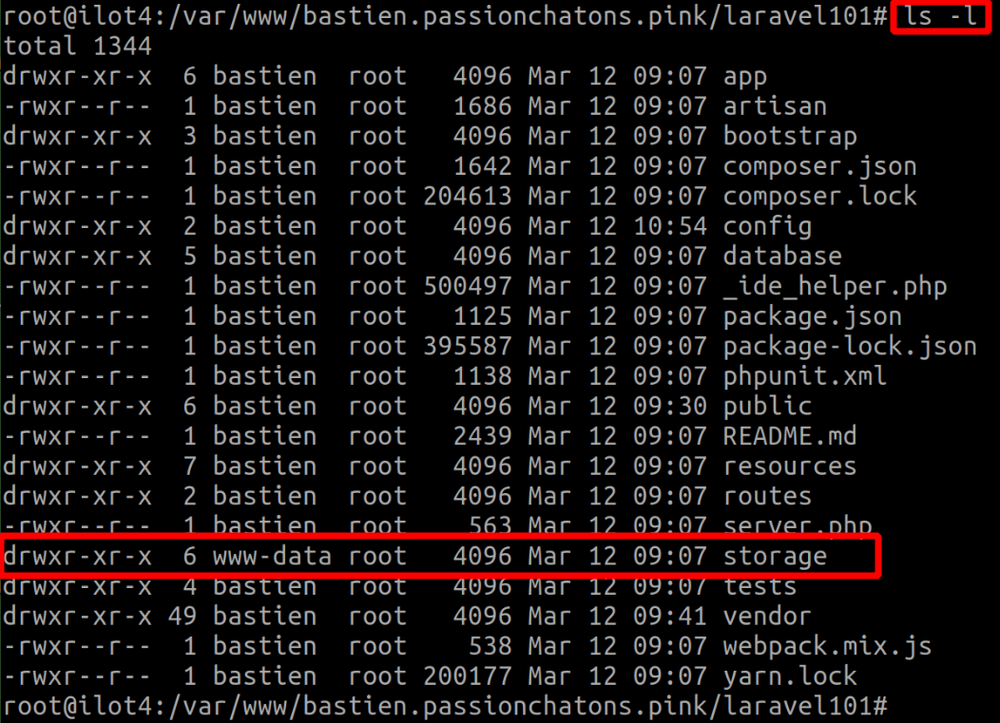 root@ilot4:/var/www/bastien.passionchatons.pink/laravel101# ls -l
total 1344
drwxr-xr-x  6 bastien  root   4096 Mar 12 09:07 app
-rwxr--r--  1 bastien  root   1686 Mar 12 09:07 artisan
drwxr-xr-x  3 bastien  root   4096 Mar 12 09:07 bootstrap
-rwxr--r--  1 bastien  root   1642 Mar 12 09:07 composer.json
-rwxr--r--  1 bastien  root 204613 Mar 12 09:07 composer.lock
drwxr-xr-x  2 bastien  root   4096 Mar 12 10:54 config
drwxr-xr-x  5 bastien  root   4096 Mar 12 09:07 database
-rwxr--r--  1 bastien  root 500497 Mar 12 09:07 _ide_helper.php
-rwxr--r--  1 bastien  root   1125 Mar 12 09:07 package.json
-rwxr--r--  1 bastien  root 395587 Mar 12 09:07 package-lock.json
-rwxr--r--  1 bastien  root   1138 Mar 12 09:07 phpunit.xml
drwxr-xr-x  6 bastien  root   4096 Mar 12 09:30 public
-rwxr--r--  1 bastien  root   2439 Mar 12 09:07 README.md
drwxr-xr-x  7 bastien  root   4096 Mar 12 09:07 resources
drwxr-xr-x  2 bastien  root   4096 Mar 12 09:07 routes
-rwxr--r--  1 bastien  root    563 Mar 12 09:07 server.php
drwxr-xr-x  6 www-data root   4096 Mar 12 09:07 storage
drwxr-xr-x  4 bastien  root   4096 Mar 12 09:07 tests
drwxr-xr-x 49 bastien  root   4096 Mar 12 09:41 vendor
-rwxr--r--  1 bastien  root    538 Mar 12 09:07 webpack.mix.js
-rwxr--r--  1 bastien  root 200177 Mar 12 09:07 yarn.lock
root@ilot4:/var/www/bastien.passionchatons.pink/laravel101#